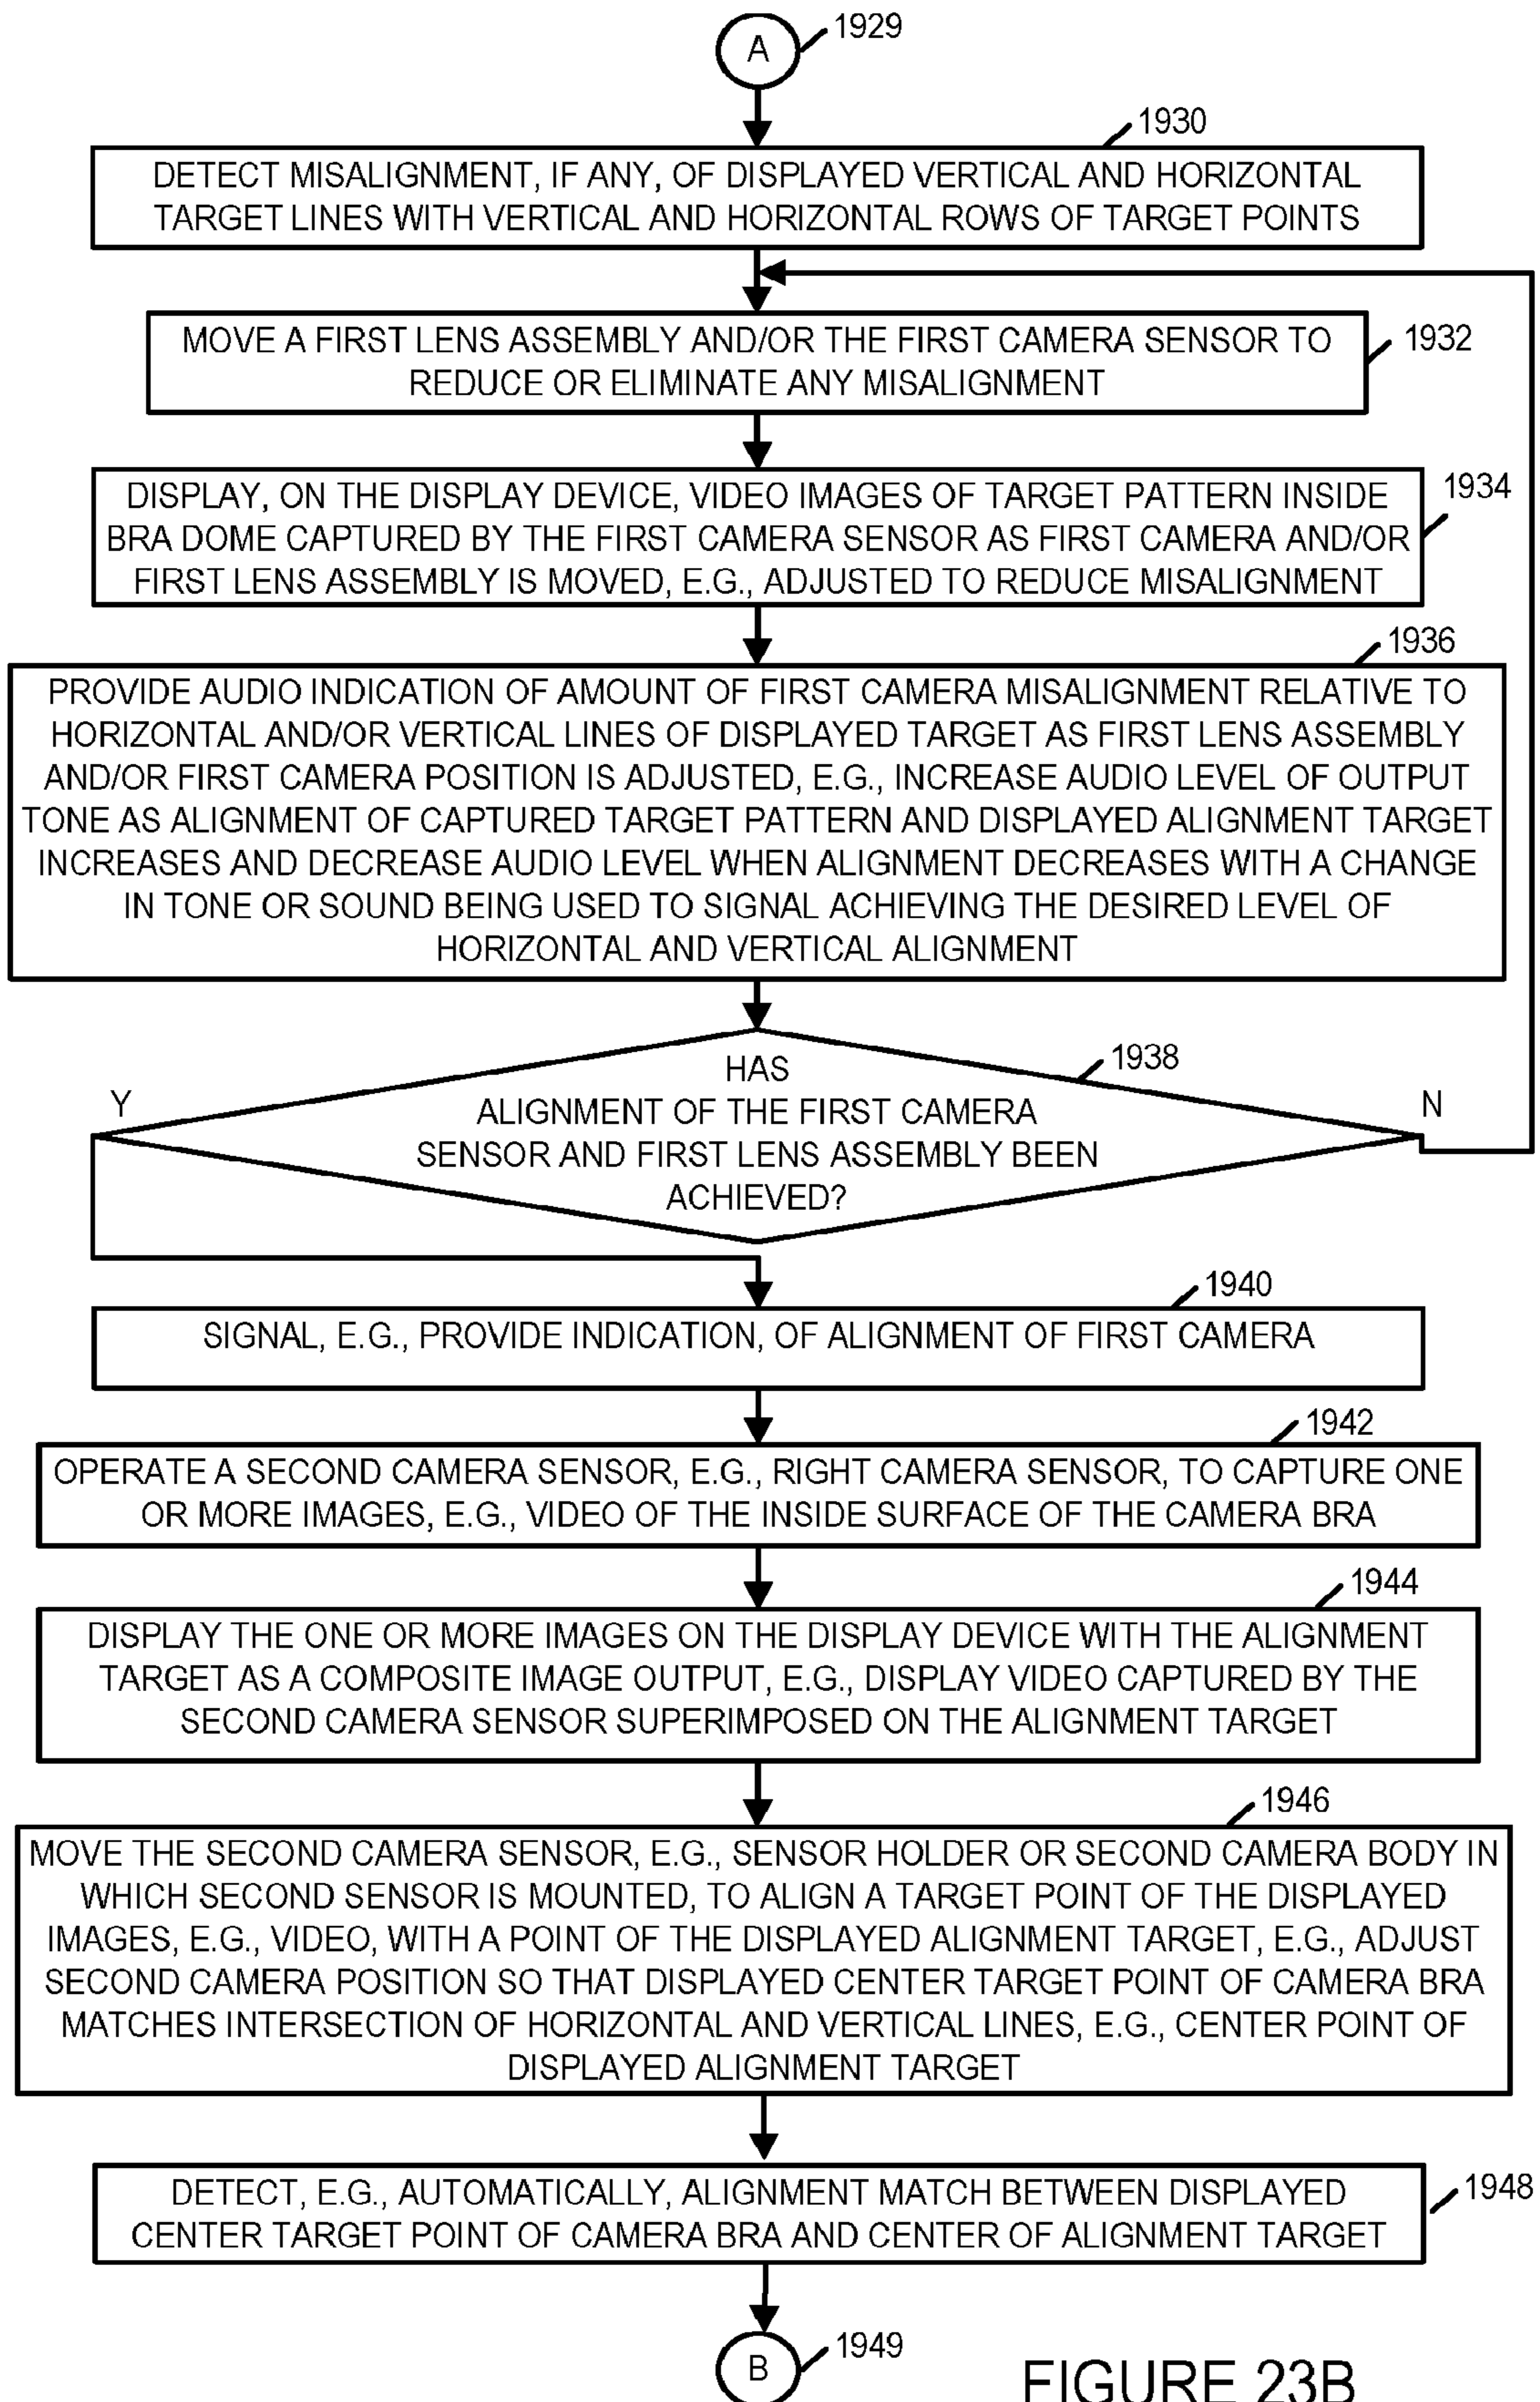 A
1929
1930
DETECT MISALIGNMENT, IF ANY, OF DISPLAYED VERTICAL AND HORIZONTAL
TARGET LINES WITH VERTICAL AND HORIZONTAL ROWS OF TARGET POINTS
MOVE A FIRST LENS ASSEMBLY AND/OR THE FIRST CAMERA SENSOR TO
REDUCE OR ELIMINATE ANY MISALIGNMENT
1932
DISPLAY, ON THE DISPLAY DEVICE, VIDEO IMAGES OF TARGET PATTERN INSIDE
BRA DOME CAPTURED BY THE FIRST CAMERA SENSOR AS FIRST CAMERA AND/OR
FIRST LENS ASSEMBLY IS MOVED, E.G., ADJUSTED TO REDUCE MISALIGNMENT
1934
1936
PROVIDE AUDIO INDICATION OF AMOUNT OF FIRST CAMERA MISALIGNMENT RELATIVE TO
HORIZONTAL AND/OR VERTICAL LINES OF DISPLAYED TARGET AS FIRST LENS ASSEMBLY
AND/OR FIRST CAMERA POSITION IS ADJUSTED, E.G., INCREASE AUDIO LEVEL OF OUTPUT
TONE AS ALIGNMENT OF CAPTURED TARGET PATTERN AND DISPLAYED ALIGNMENT TARGET
INCREASES AND DECREASE AUDIO LEVEL WHEN ALIGNMENT DECREASES WITH A CHANGE
IN TONE OR SOUND BEING USED TO SIGNAL ACHIEVING THE DESIRED LEVEL OF
HORIZONTAL AND VERTICAL ALIGNMENT
1938
HAS
ALIGNMENT OF THE FIRST CAMERA
SENSOR AND FIRST LENS ASSEMBLY BEEN
ACHIEVED?
Y
N
1940
SIGNAL, E.G., PROVIDE INDICATION, OF ALIGNMENT OF FIRST CAMERA
1942
OPERATE A SECOND CAMERA SENSOR, E.G., RIGHT CAMERA SENSOR, TO CAPTURE ONE
OR MORE IMAGES, E.G., VIDEO OF THE INSIDE SURFACE OF THE CAMERA BRA
1944
DISPLAY THE ONE OR MORE IMAGES ON THE DISPLAY DEVICE WITH THE ALIGNMENT
TARGET AS A COMPOSITE IMAGE OUTPUT, E.G., DISPLAY VIDEO CAPTURED BY THE
SECOND CAMERA SENSOR SUPERIMPOSED ON THE ALIGNMENT TARGET
1946
MOVE THE SECOND CAMERA SENSOR, E.G., SENSOR HOLDER OR SECOND CAMERA BODY IN
WHICH SECOND SENSOR IS MOUNTED, TO ALIGN A TARGET POINT OF THE DISPLAYED
IMAGES, E.G., VIDEO, WITH A POINT OF THE DISPLAYED ALIGNMENT TARGET, E.G., ADJUST
SECOND CAMERA POSITION SO THAT DISPLAYED CENTER TARGET POINT OF CAMERA BRA
MATCHES INTERSECTION OF HORIZONTAL AND VERTICAL LINES, E.G., CENTER POINT OF
DISPLAYED ALIGNMENT TARGET
DETECT, E.G., AUTOMATICALLY, ALIGNMENT MATCH BETWEEN DISPLAYED
CENTER TARGET POINT OF CAMERA BRA AND CENTER OF ALIGNMENT TARGET
1948
B
1949
FIGURE 23B